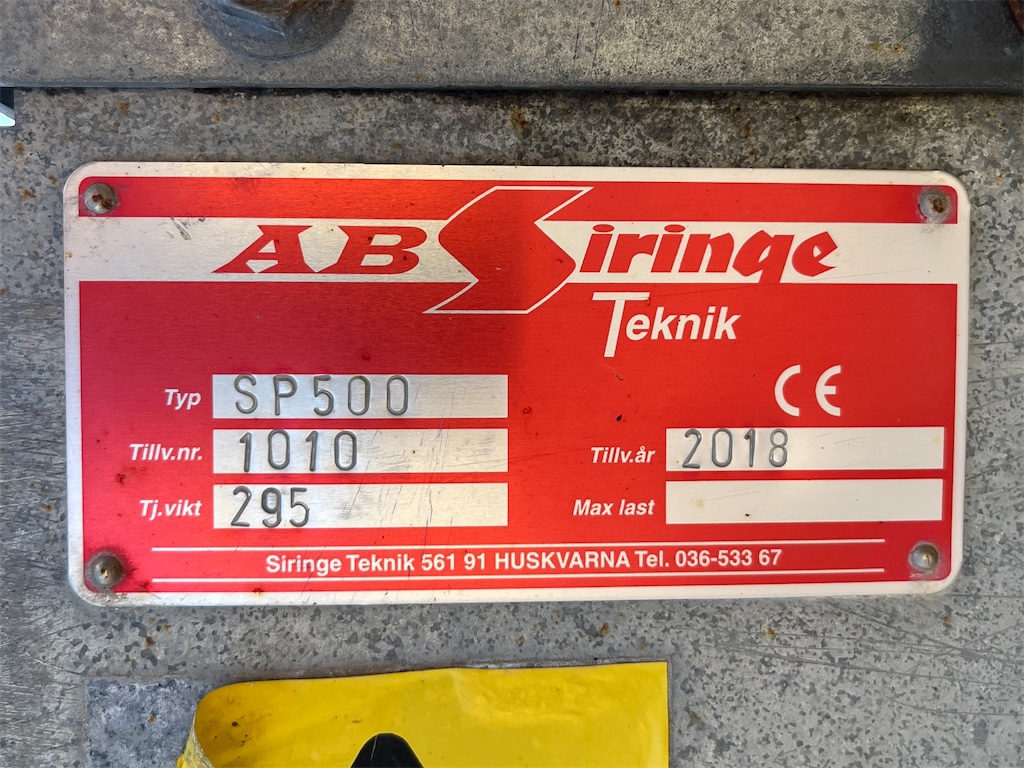 AB Siringe
Teknik
Typ SP500
CE
Tillv.nr. 1010
Tillv.år 2018
Tj.vikt 295
Max last
Siringe Teknik 561 91 HUSKVARNA Tel. 036-533 67